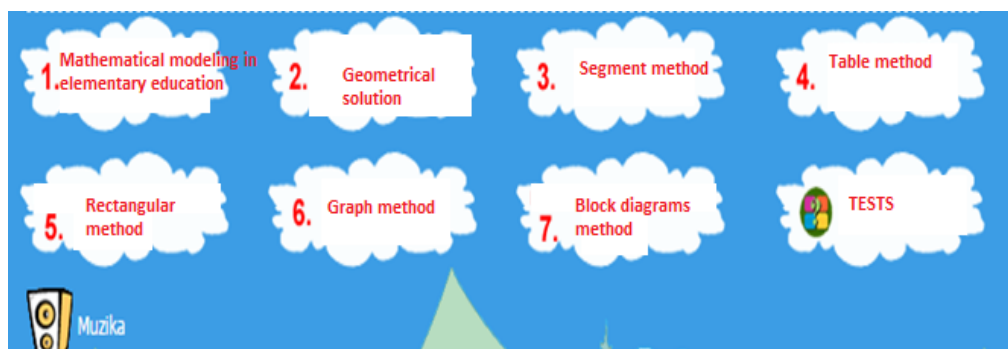 1. Mathematical modeling in
elementary education
2. Geometrical
solution
3. Segment method
4. Table method
5. Rectangular
method
6. Graph method
7. Block diagrams
method
TESTS
Muzika